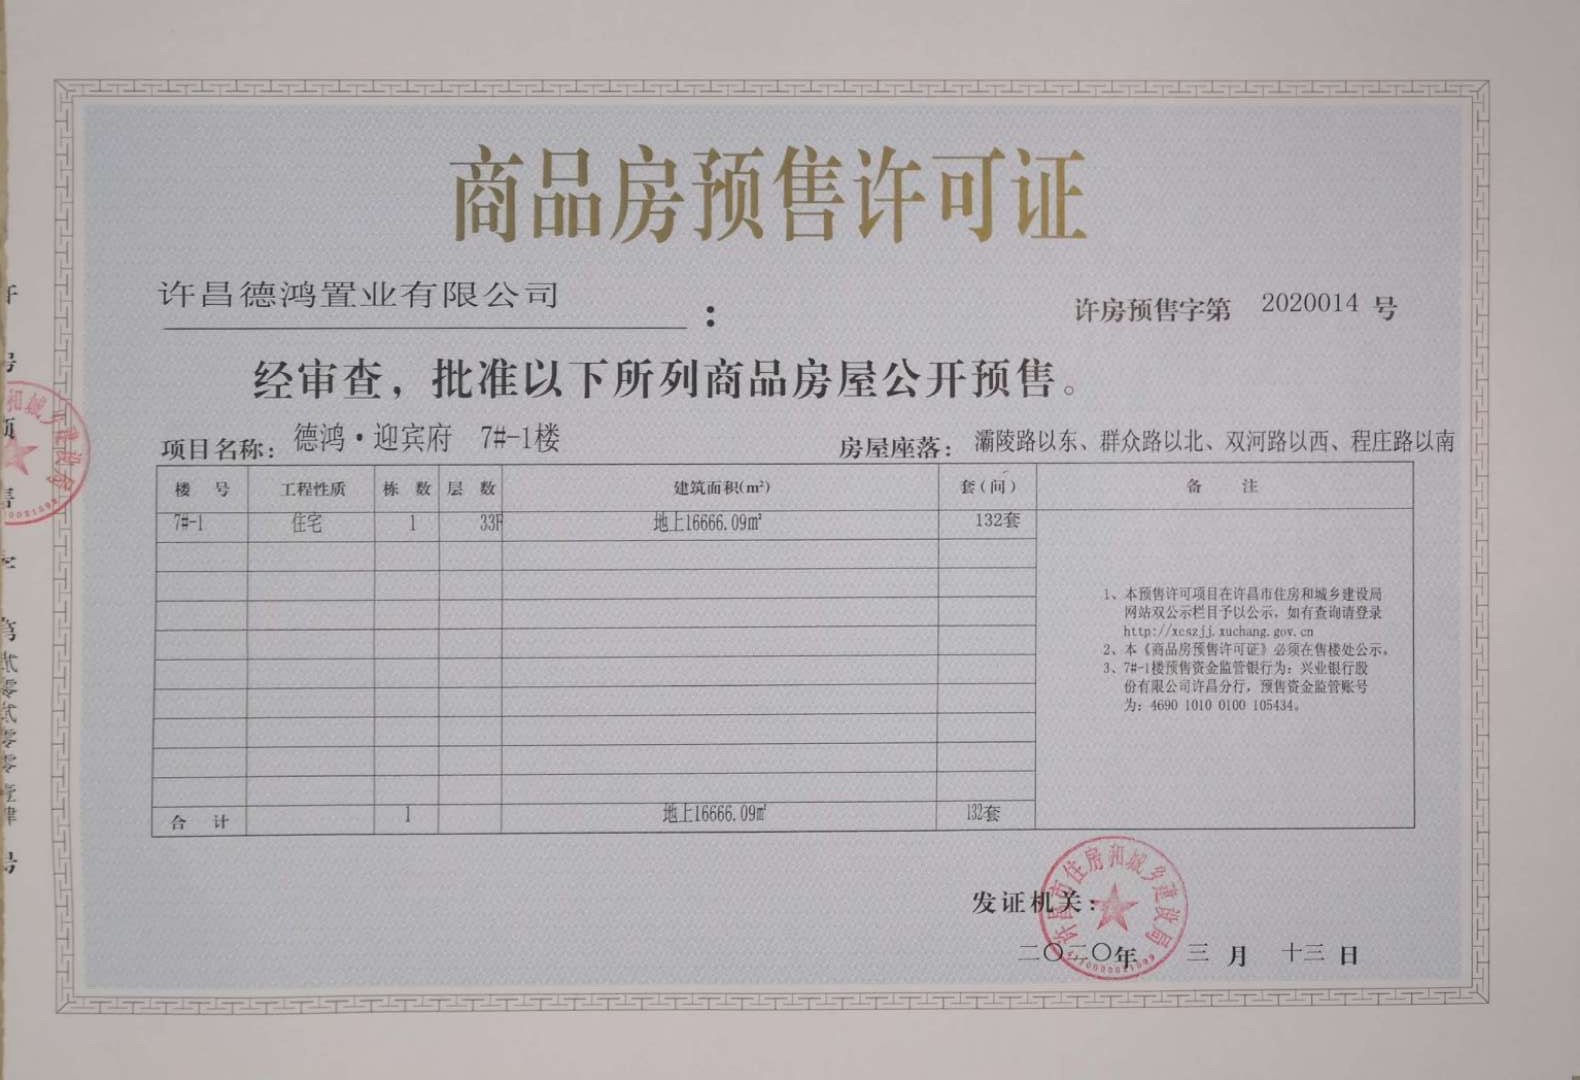 商品房预售许可证
许昌德鸿置业有限公司：
许房预售字第 2020014 号
经审查，批准以下所列商品房屋公开预售。
项目名称： 德鸿·迎宾府 7#-1楼
房屋座落： 灞陵路以东、群众路以北、双河路以西、程庄路以南
楼号 工程性质 栋数 层数 建筑面积(m²) 套(间) 备注
7#-1 住宅 1 33F 地上16666.09㎡ 132套
1、本预售许可项目在许昌市住房和城乡建设局
网站双公示栏目予以公示，如有查询请登录
http://xcszjj.xuchang.gov.cn
2、本《商品房预售许可证》必须在售楼处公示。
3、7#-1楼预售资金监管银行为：兴业银行股
份有限公司许昌分行，预售资金监管账号
为：4690 1010 0100 105434。
合计 1 地上16666.09㎡ 132套
发证机关：
许昌市住房和城乡建设局
二〇二〇年 三月 十三日